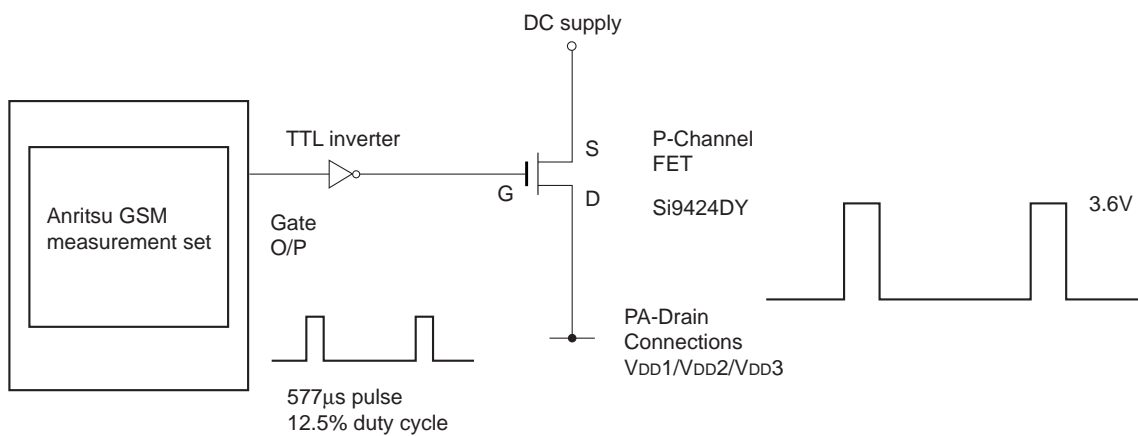 DC supply
TTL inverter
S
P-Channel
FET
G
D
Si9424DY
3.6V
Anritsu GSM
measurement set
Gate
O/P
PA-Drain
Connections
VDD1/VDD2/VDD3
577μs pulse
12.5% duty cycle